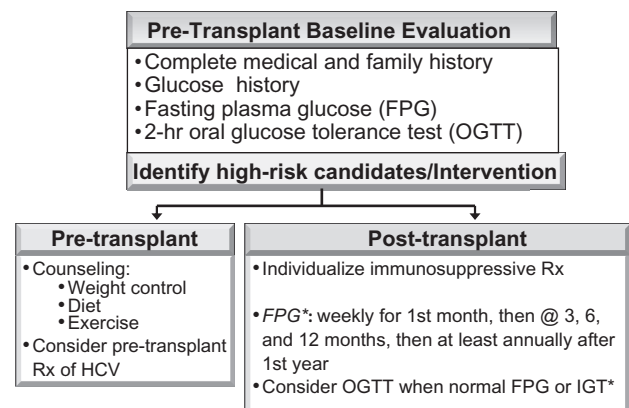 Pre-Transplant Baseline Evaluation
•Complete medical and family history
•Glucose history
•Fasting plasma glucose (FPG)
•2-hr oral glucose tolerance test (OGTT)
Identify high-risk candidates/Intervention
Pre-transplant
•Counseling:
•Weight control
•Diet
•Exercise
•Consider pre-transplant
Rx of HCV
Post-transplant
•Individualize immunosuppressive Rx
•FPG*: weekly for 1st month, then @ 3, 6,
and 12 months, then at least annually after
1st year
•Consider OGTT when normal FPG or IGT*